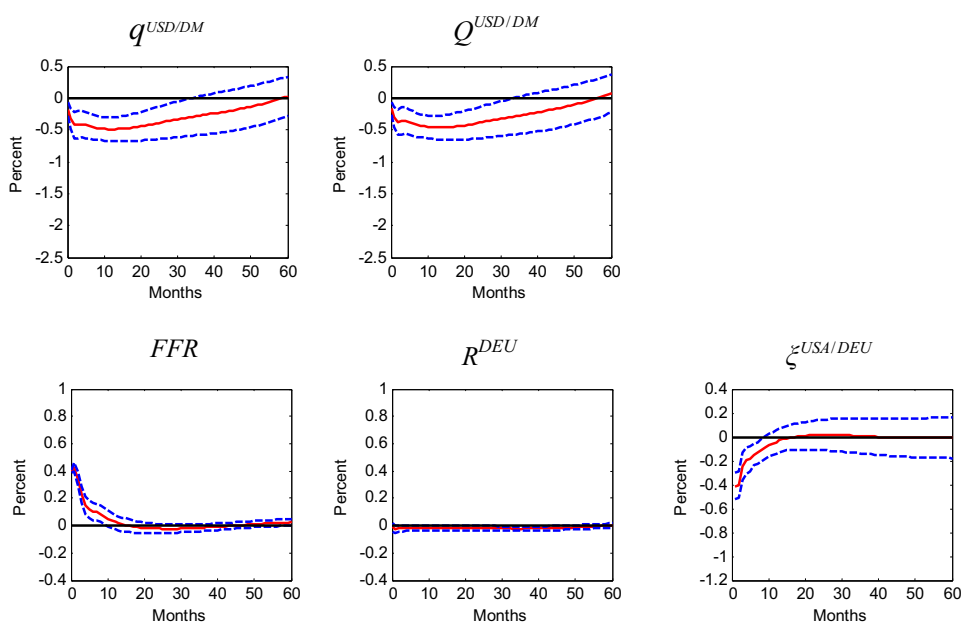 q^{USD/DM} Q^{USD/DM}
0.5 0.5
0 0
-0.5 -0.5
-1 -1
-1.5 -1.5
-2 -2
-2.5 -2.5
Percent Percent
0 10 20 30 40 50 60 0 10 20 30 40 50 60
Months Months
FFR R^{DEU} ξ^{USA/DEU}
1 1 0.4
0.8 0.8 0.2
0.6 0.6 0
0.4 0.4 -0.2
0.2 0.2 -0.4
0 0 -0.6
0.2 0.2 -0.8
-0.4 -0.4 -1
-1.2
Percent Percent Percent
0 10 20 30 40 50 60 0 10 20 30 40 50 60 0 10 20 30 40 50 60
Months Months Months